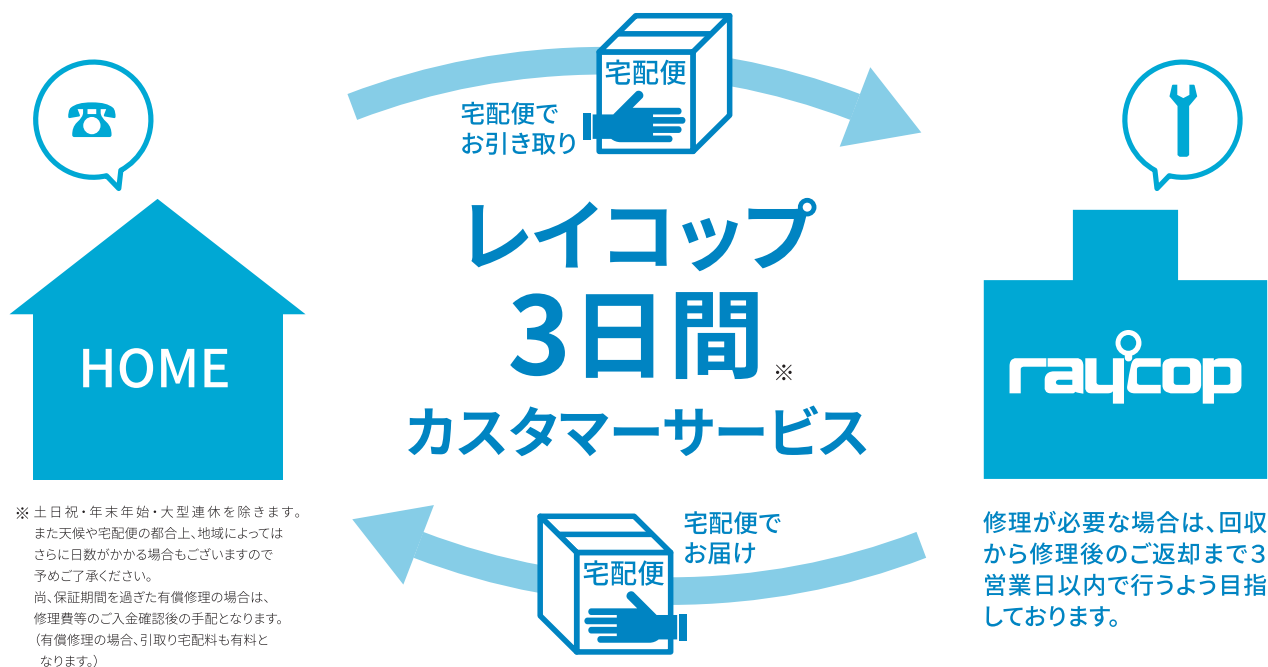 宅配便
宅配便で
お引き取り
レイコップ
3日間
※
カスタマーサービス
HOME
raycop
※土日祝・年末年始・大型連休を除きます。
また天候や宅配便の都合上、地域によっては
さらに日数がかかる場合もございますので
予めご了承ください。
尚、保証期間を過ぎた有償修理の場合は、
修理費等のご入金確認後の手配となります。
（有償修理の場合、引取り宅配料も有料と
なります。）
宅配便で
お届け
宅配便
修理が必要な場合は、回収
から修理後のご返却まで３
営業日以内で行うよう目指
しております。